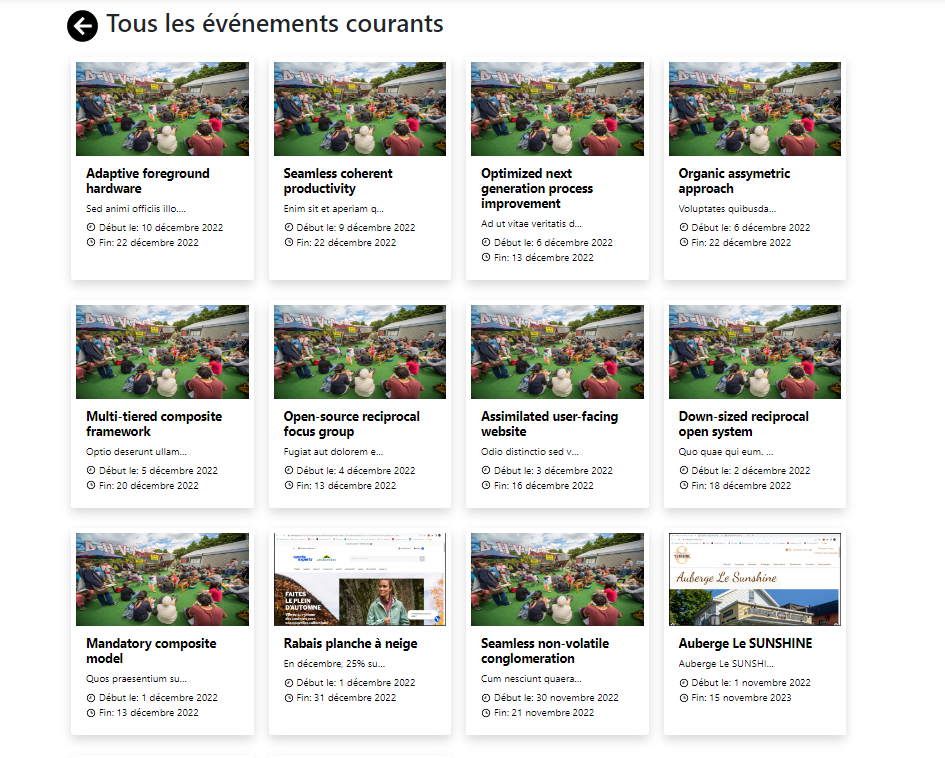 Tous les événements courants
Adaptive foreground
hardware
Sed animi officiis illo....
Début le: 10 décembre 2022
Fin: 22 décembre 2022
Seamless coherent
productivity
Enim sit et aperiam q...
Début le: 9 décembre 2022
Fin: 22 décembre 2022
Optimized next
generation process
improvement
Ad ut vitae veritatis d...
Début le: 6 décembre 2022
Fin: 13 décembre 2022
Organic assymetric
approach
Voluptates quibusda...
Début le: 6 décembre 2022
Fin: 22 décembre 2022
Multi-tiered composite
framework
Optio deserunt ullam...
Début le: 5 décembre 2022
Fin: 20 décembre 2022
Open-source reciprocal
focus group
Fugiat aut dolorem e...
Début le: 4 décembre 2022
Fin: 13 décembre 2022
Assimilated user-facing
website
Odio distinctio sed v...
Début le: 3 décembre 2022
Fin: 16 décembre 2022
Down-sized reciprocal
open system
Quo quae qui eum. ...
Début le: 2 décembre 2022
Fin: 18 décembre 2022
Mandatory composite
model
Quos praesentium su...
Début le: 1 décembre 2022
Fin: 13 décembre 2022
FAITES
LE PLEIN
D'AUTOMNE
Rabais planche à neige
En décembre, 25% su...
Début le: 1 décembre 2022
Fin: 31 décembre 2022
Seamless non-volatile
conglomeration
Cum nesciunt quaera...
Début le: 30 novembre 2022
Fin: 21 novembre 2022
SUNSHINE
Auberge Le Sunshine
Auberge Le SUNSHINE
Auberge Le SUNSHI...
Début le: 1 novembre 2022
Fin: 15 novembre 2023